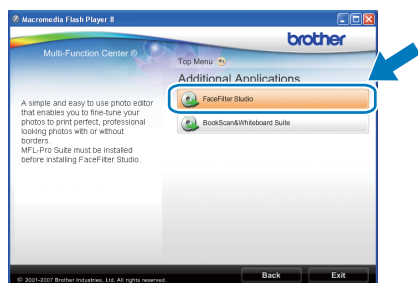 Macromedia Flash Player 8
brother
Multi-Function Center ®
Top Menu
Additional Applications
FaceFilter Studio
BookScan&Whiteboard Suite
A simple and easy to use photo editor
that enables you to fine-tune your
photos to print perfect, professional
looking photos with or without
borders.
MFL-Pro Suite must be installed
before installing FaceFilter Studio.
© 2001-2007 Brother Industries, Ltd. All rights reserved.
Back
Exit